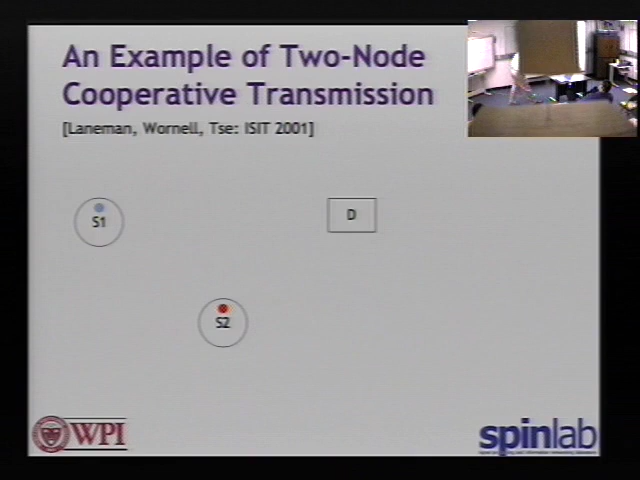 An Example of Two-Node
Cooperative Transmission
[Laneman, Wornell, Tse: ISIT 2001]
S1
D
S2
WPI
spinlab